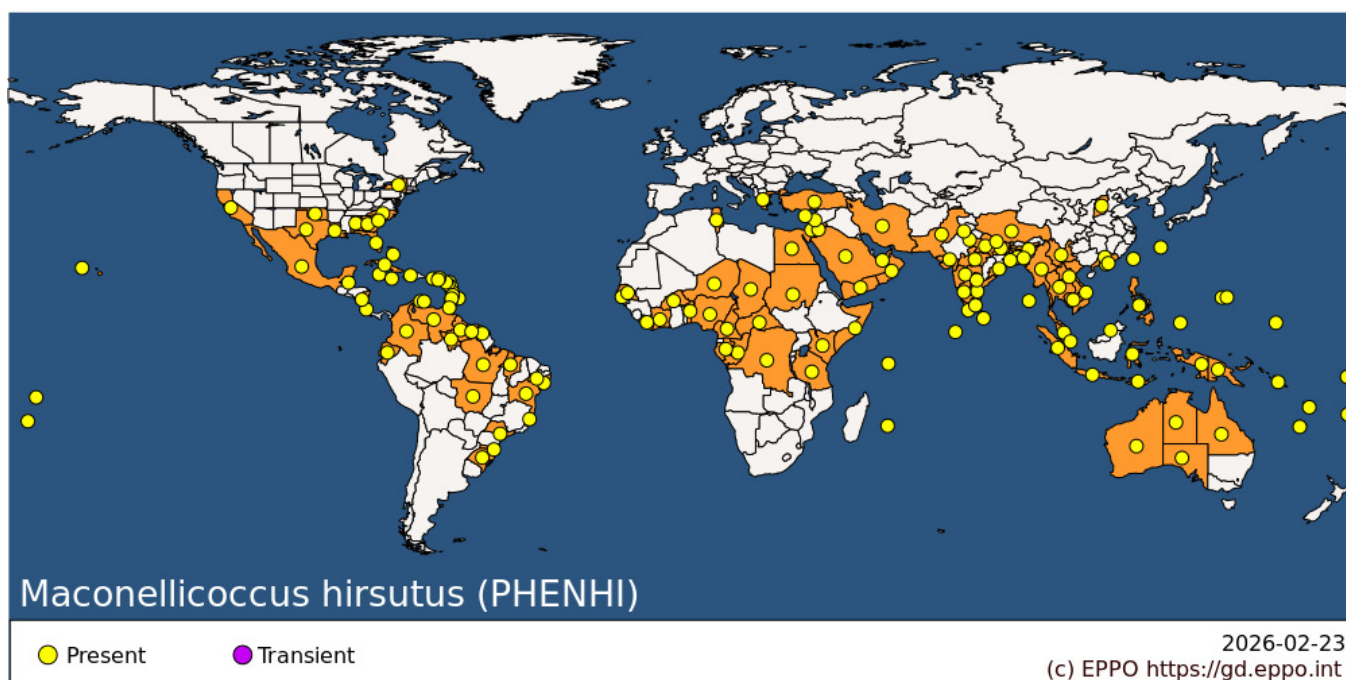 Maconellicoccus hirsutus (PHENHI)
Present
Transient
2026-02-23
(c) EPPO https://gd.eppo.int